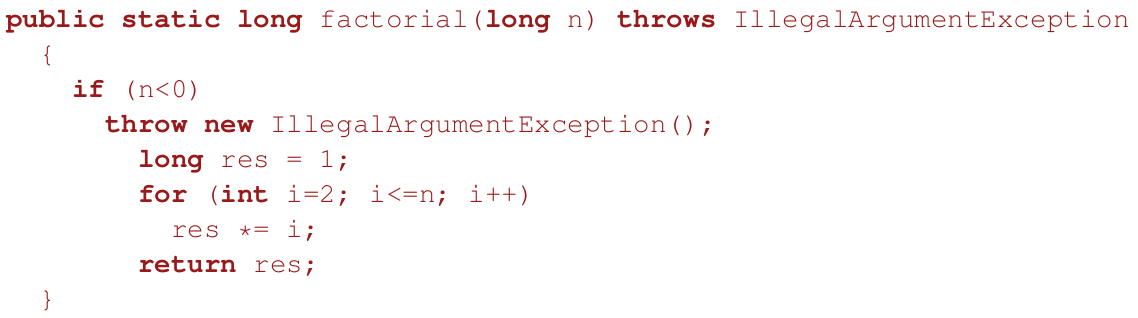 public static long factorial(long n) throws IllegalArgumentException
{
if (n<0)
throw new IllegalArgumentException();
long res = 1;
for (int i=2; i<=n; i++)
res *= i;
return res;
}